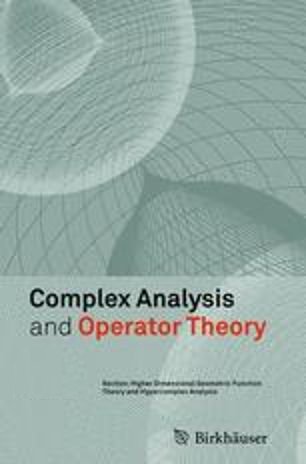 Complex Analysis
and Operator Theory
Section: Higher Dimensional Geometric Function
Theory and Hypercomplex Analysis
Birkhäuser